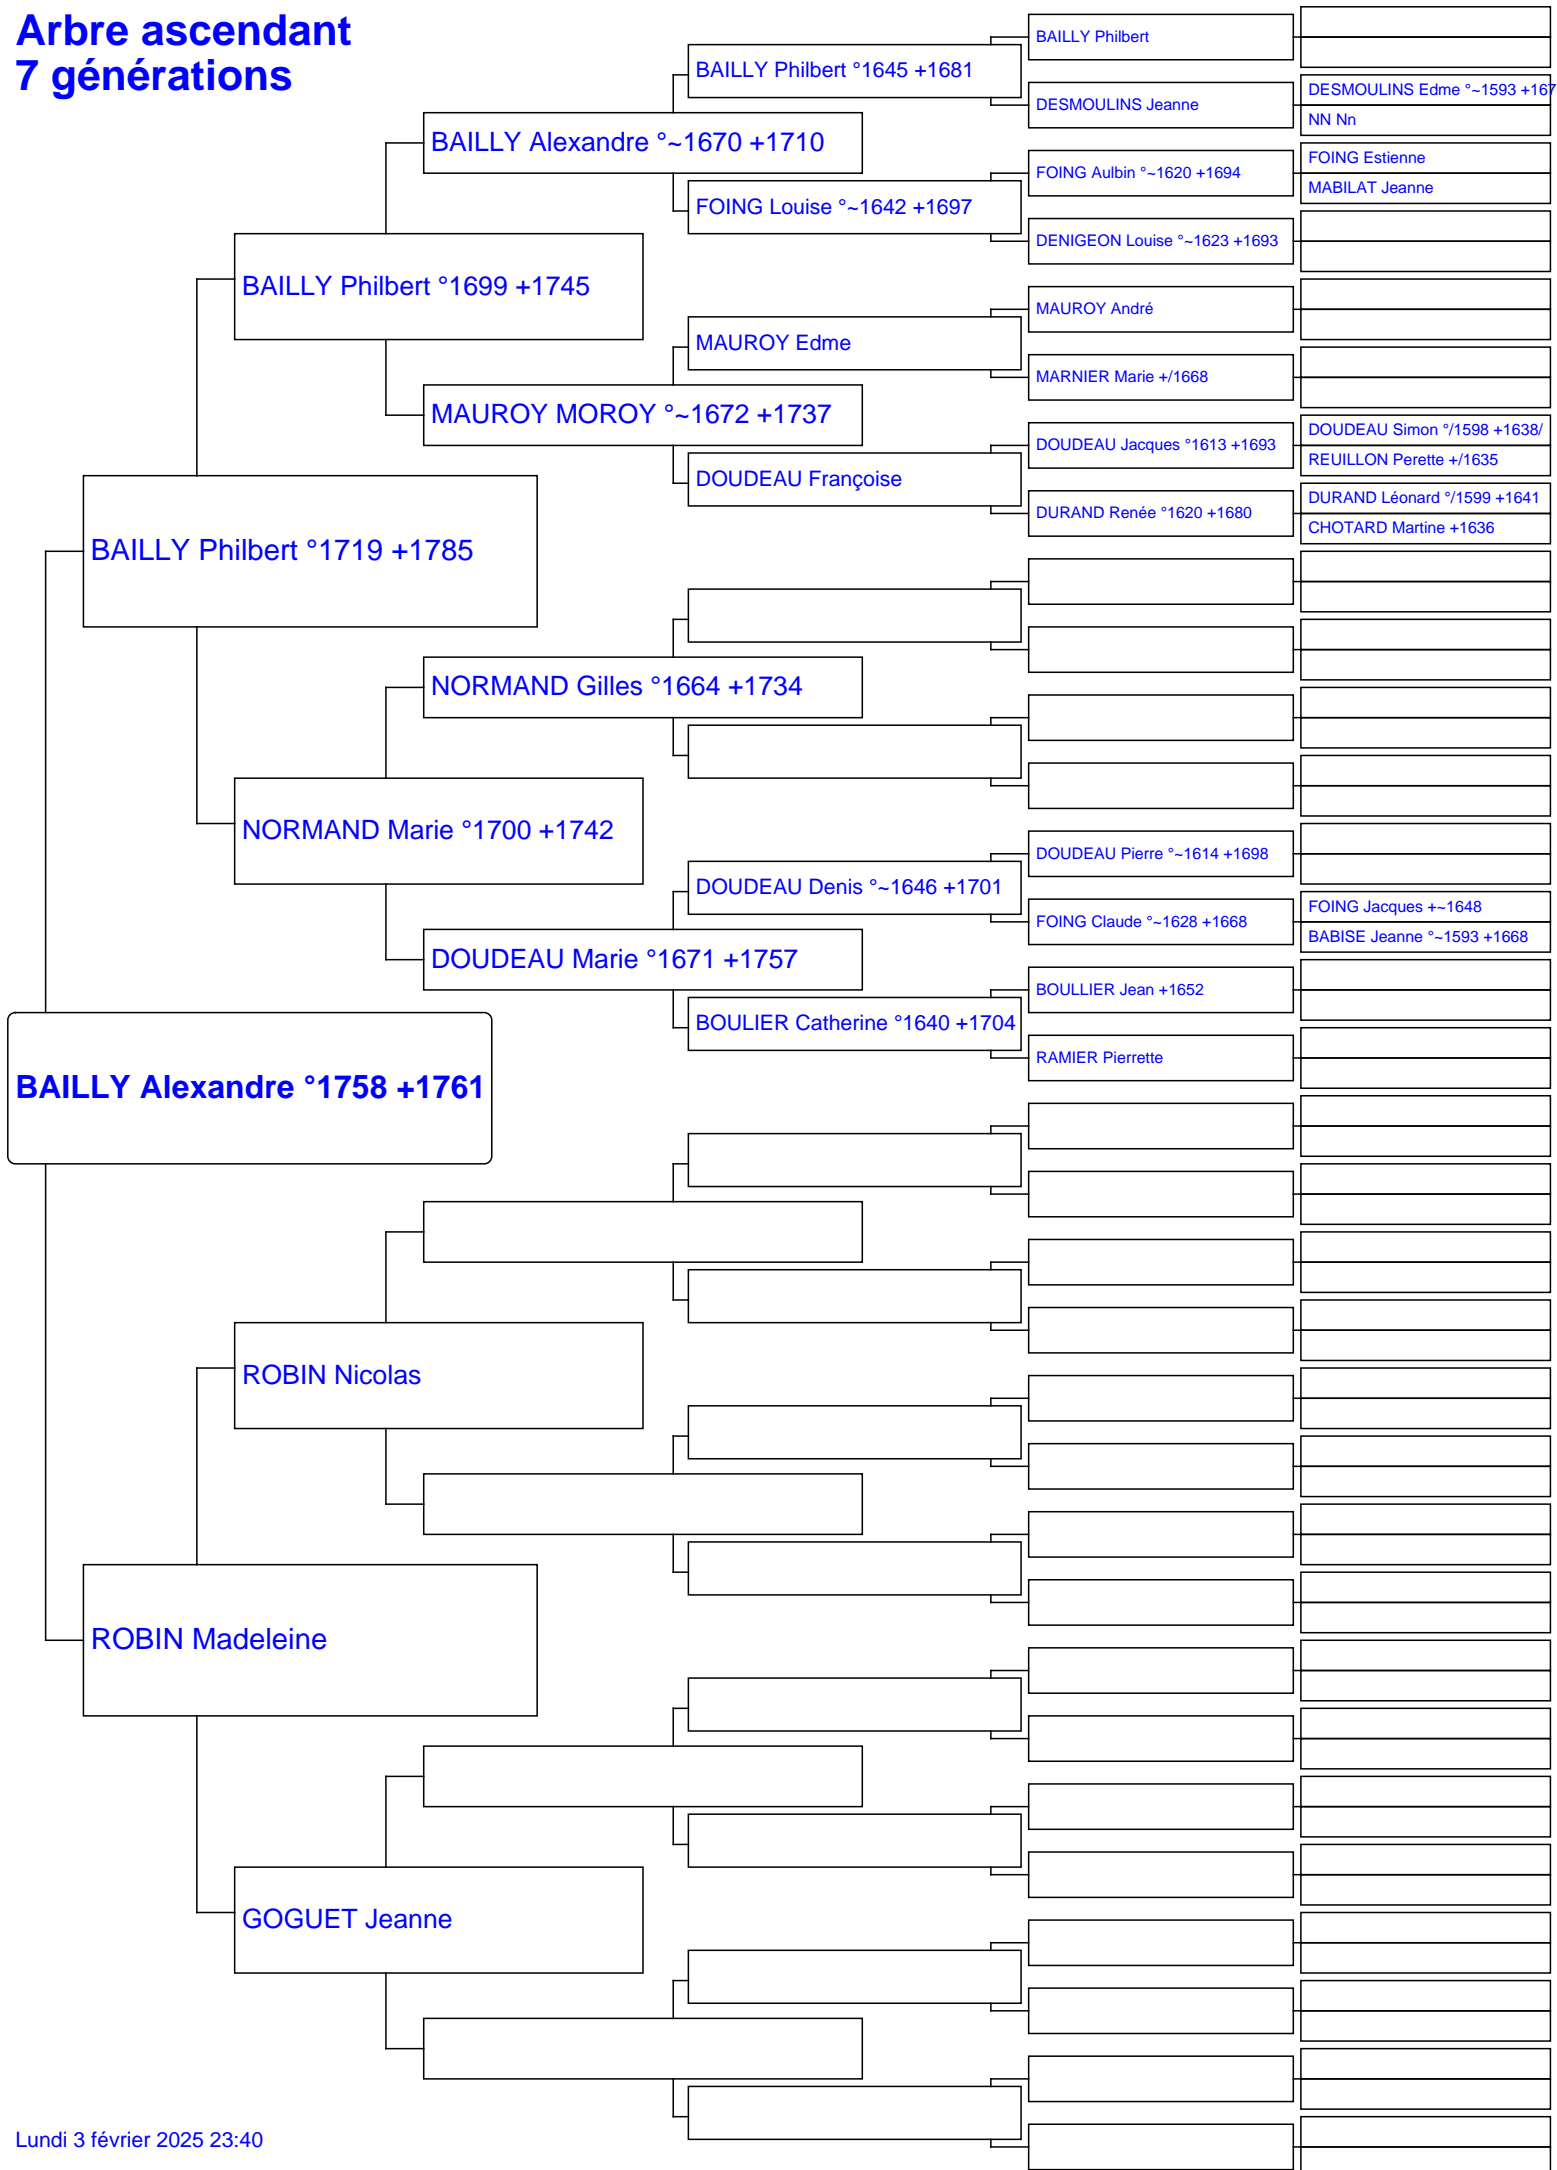 Arbre ascendant
7 générations
BAILLY Philbert
BAILLY Philbert °1645 +1681
DESMOULINS Edme °~1593 +167
DESMOULINS Jeanne
NN Nn
BAILLY Alexandre °~1670 +1710
FOING Estienne
FOING Aulbin °~1620 +1694
MABILAT Jeanne
FOING Louise °~1642 +1697
DENIGEON Louise °~1623 +1693
BAILLY Philbert °1699 +1745
MAUROY André
MAUROY Edme
MARNIER Marie +/1668
MAUROY MOROY °~1672 +1737
DOUDEAU Simon °/1598 +1638/
DOUDEAU Jacques °1613 +1693
REUILLON Perette +/1635
DOUDEAU Françoise
DURAND Léonard °/1599 +1641
DURAND Renée °1620 +1680
CHOTARD Martine +1636
BAILLY Philbert °1719 +1785
NORMAND Gilles °1664 +1734
NORMAND Marie °1700 +1742
DOUDEAU Pierre °~1614 +1698
DOUDEAU Denis °~1646 +1701
FOING Jacques +~1648
FOING Claude °~1628 +1668
BABISE Jeanne °~1593 +1668
DOUDEAU Marie °1671 +1757
BOULLIER Jean +1652
BOULIER Catherine °1640 +1704
RAMIER Pierrette
BAILLY Alexandre °1758 +1761
ROBIN Nicolas
ROBIN Madeleine
GOGUET Jeanne
Lundi 3 février 2025 23:40